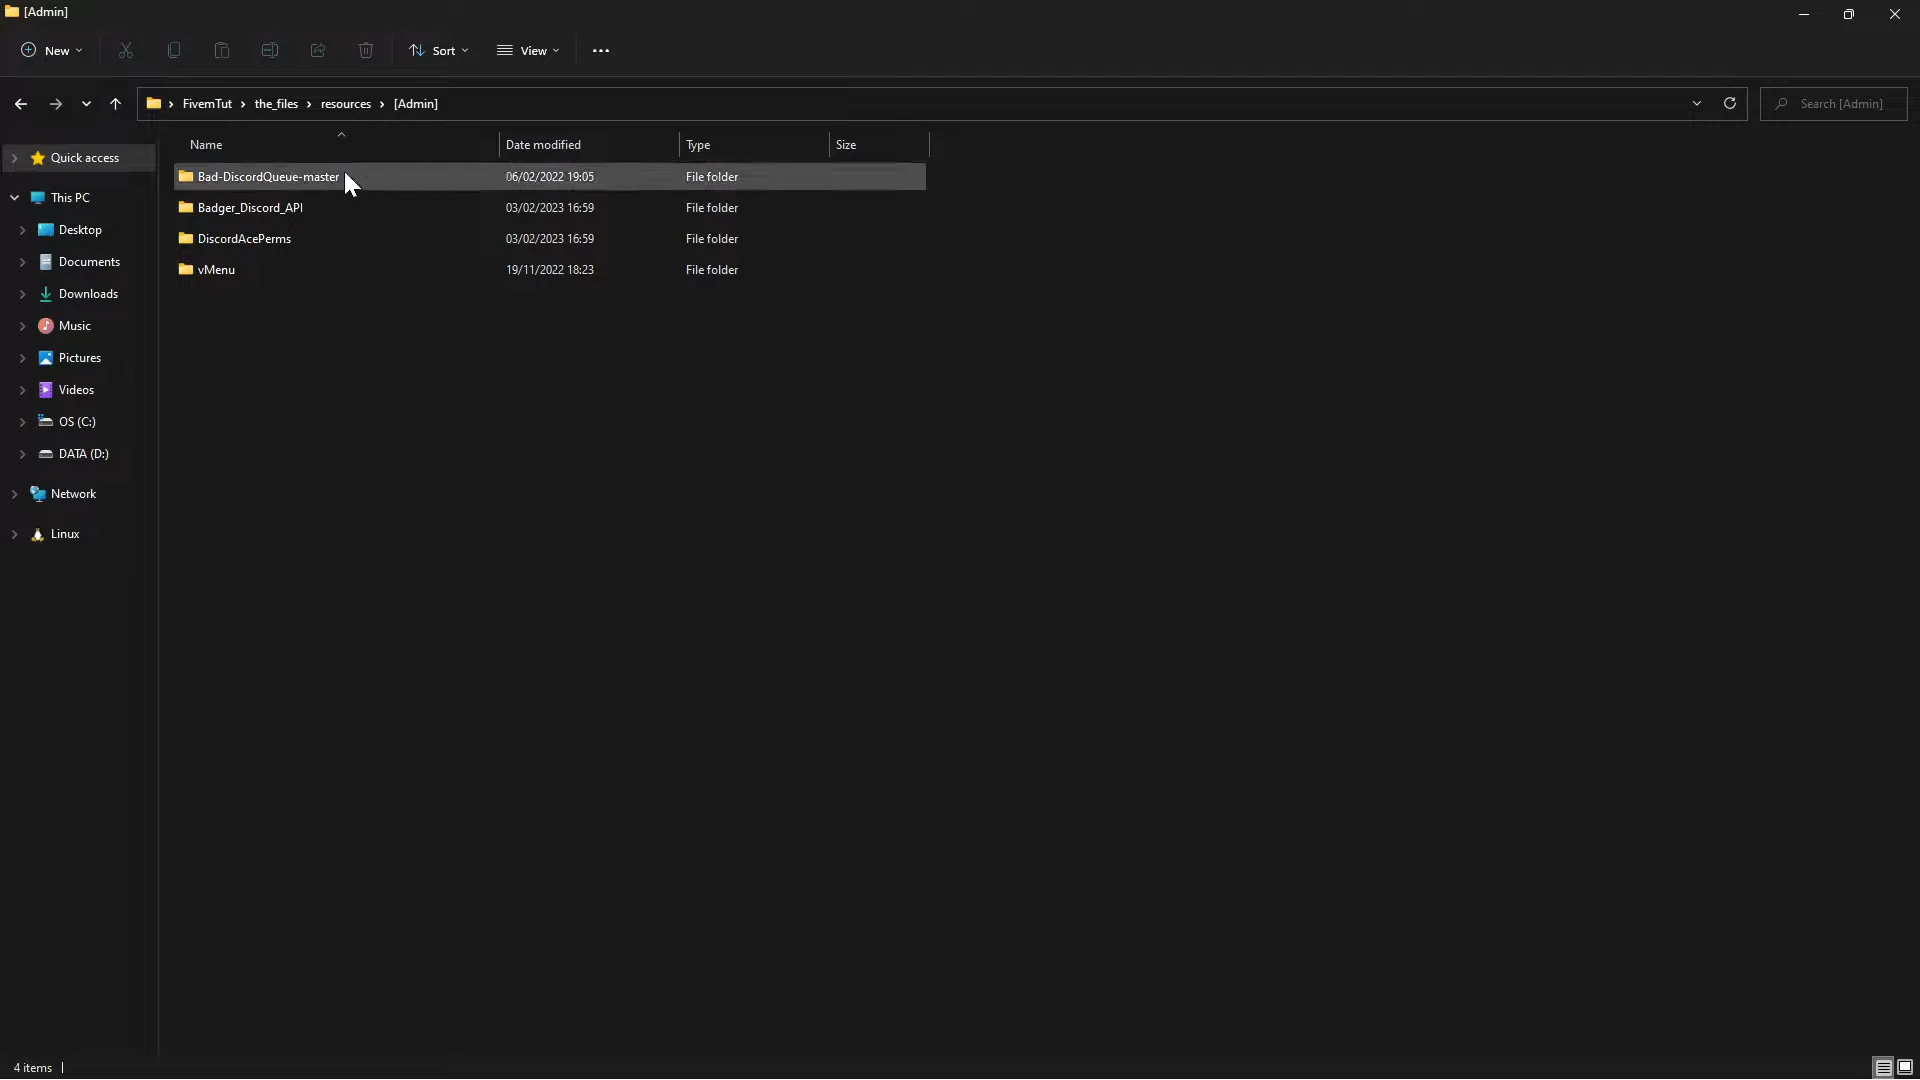 [Admin]
New
Sort
View
FivemTut > the_files > resources > [Admin]
Search [Admin]
Name Date modified Type Size
Quick access
This PC
Desktop
Documents
Downloads
Music
Pictures
Videos
OS (C:)
DATA (D:)
Network
Linux
Bad-DiscordQueue-master 06/02/2022 19:05 File folder
Badger_Discord_API 03/02/2023 16:59 File folder
DiscordAcePerms 03/02/2023 16:59 File folder
vMenu 19/11/2022 18:23 File folder
4 items